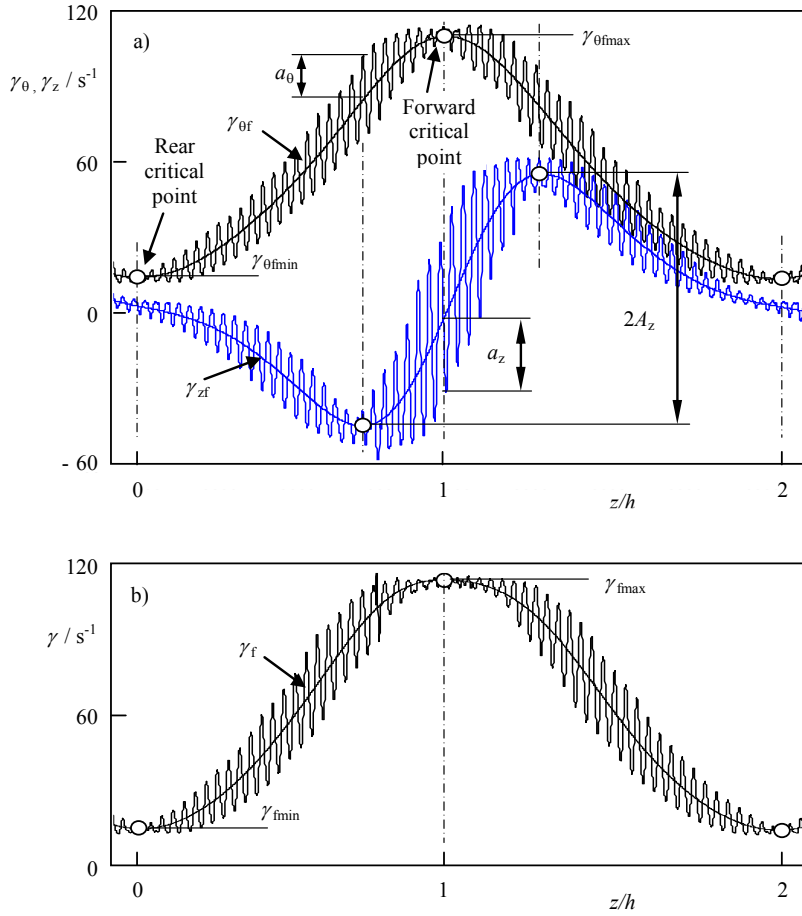 120
a)
γθfmax
γθ , γz / s-1
aθ
Forward
critical
point
γθf
Rear
critical
point
60
γθfmin
0
2Az
az
γzf
- 60
0
1
2
z/h
120
b)
γfmax
γ / s-1
γf
60
γfmin
0
0
1
z/h
2